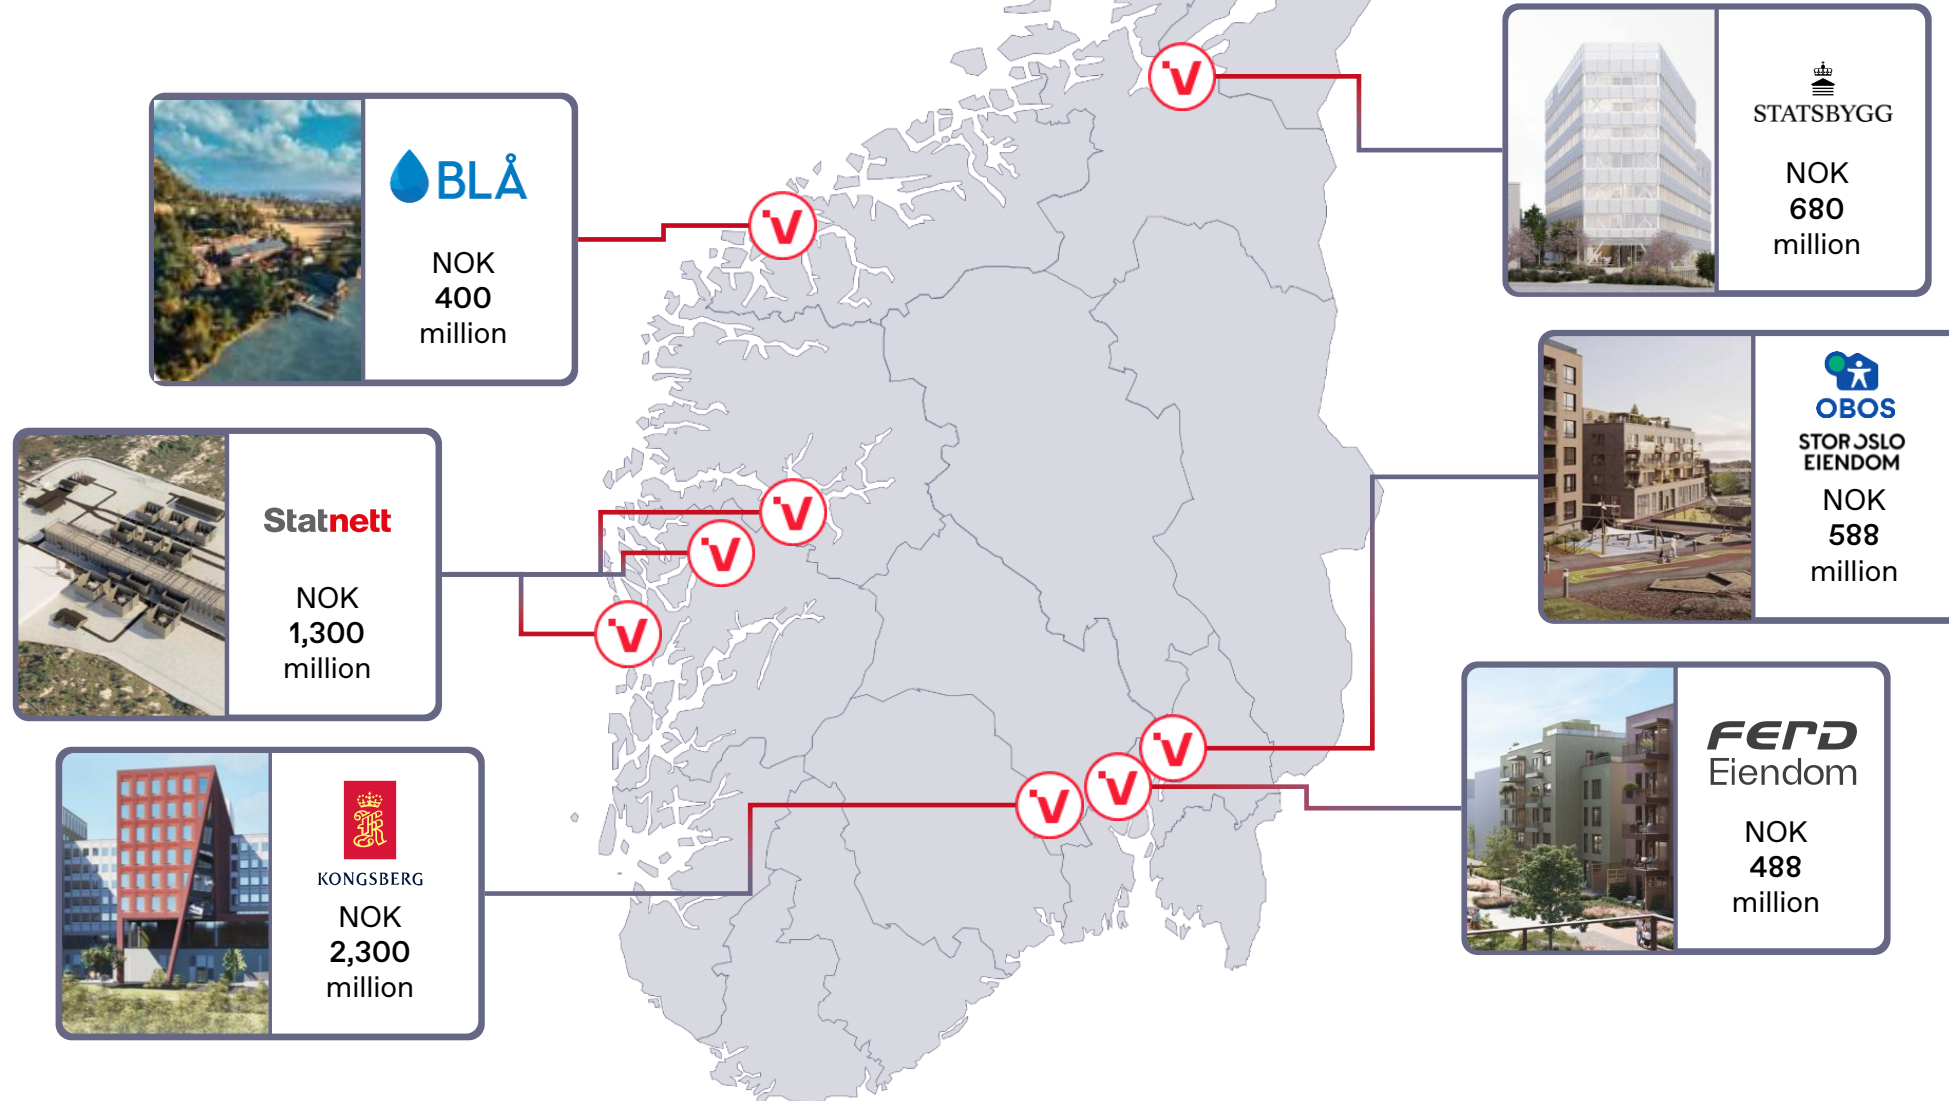 BLÅ
NOK
400
million
STATSBYGG
NOK
680
million
Statnett
NOK
1,300
million
OBOS
STOR OSLO
EIENDOM
NOK
588
million
KONGSBERG
NOK
2,300
million
FERD
Eiendom
NOK
488
million